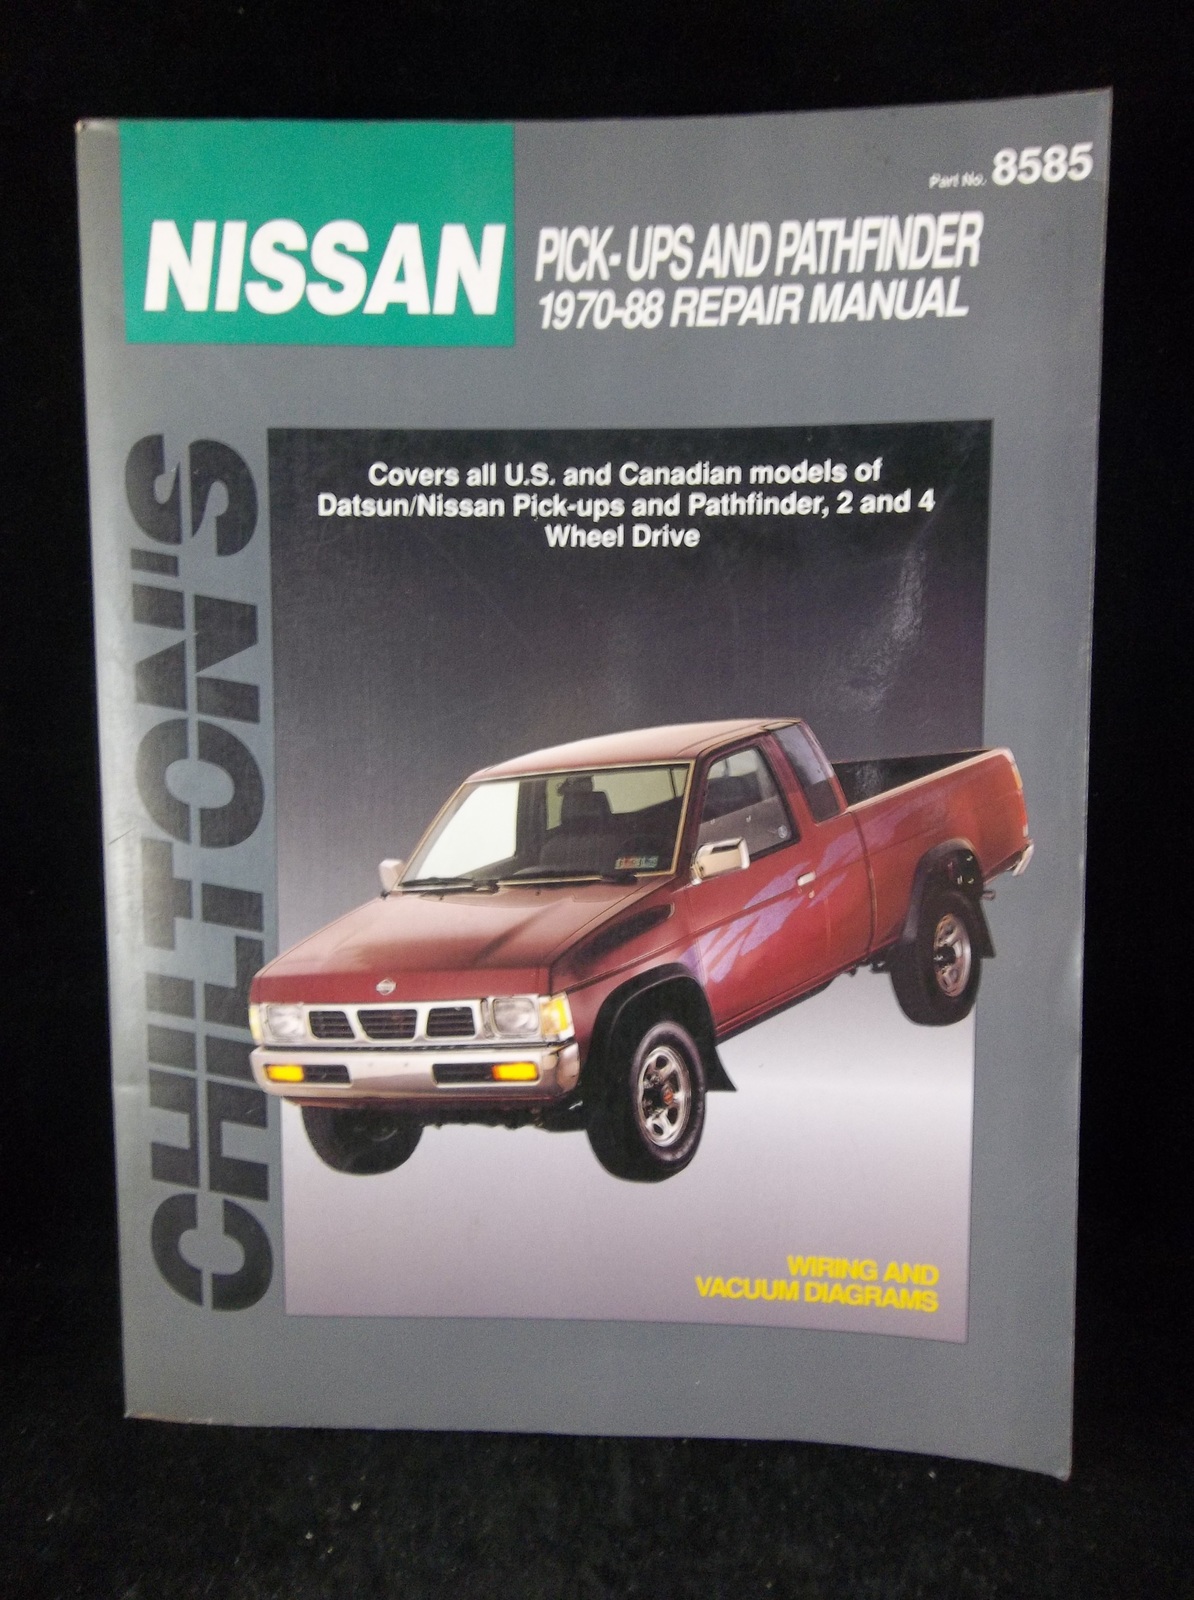 Part No. 8585
NISSAN
PICK-UPS AND PATHFINDER
1970-88 REPAIR MANUAL
CHILTON'S
Covers all U.S. and Canadian models of
Datsun/Nissan Pick-ups and Pathfinder, 2 and 4
Wheel Drive
WIRING AND
VACUUM DIAGRAMS